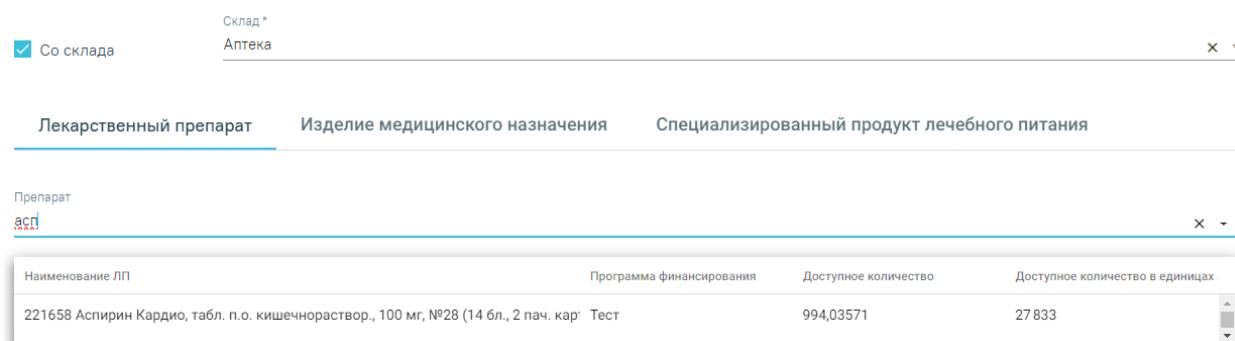 Склад *
Со склада
Аптека
Лекарственный препарат Изделие медицинского назначения Специализированный продукт лечебного питания
Препарат
асп
Наименование ЛП Программа финансирования Доступное количество Доступное количество в единицах
221658 Аспирин Кардио, табл. п.о. кишечнораствор., 100 мг, №28 (14 бл., 2 пач. кар Тест 994,03571 27 833